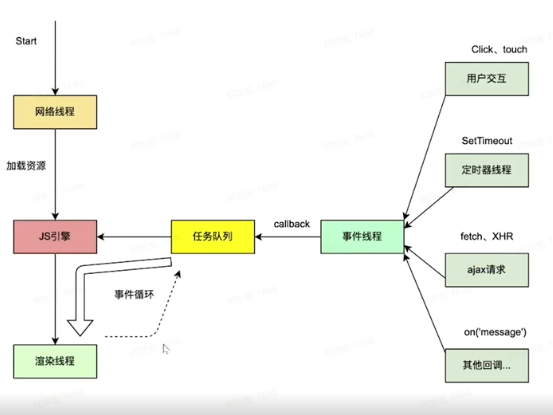 Start
Click、touch
用户交互
网络线程
SetTimeout
定时器线程
加载资源
callback
JS引擎
任务队列
事件线程
fetch、XHR
ajax请求
事件循环
on('message')
渲染线程
其他回调...